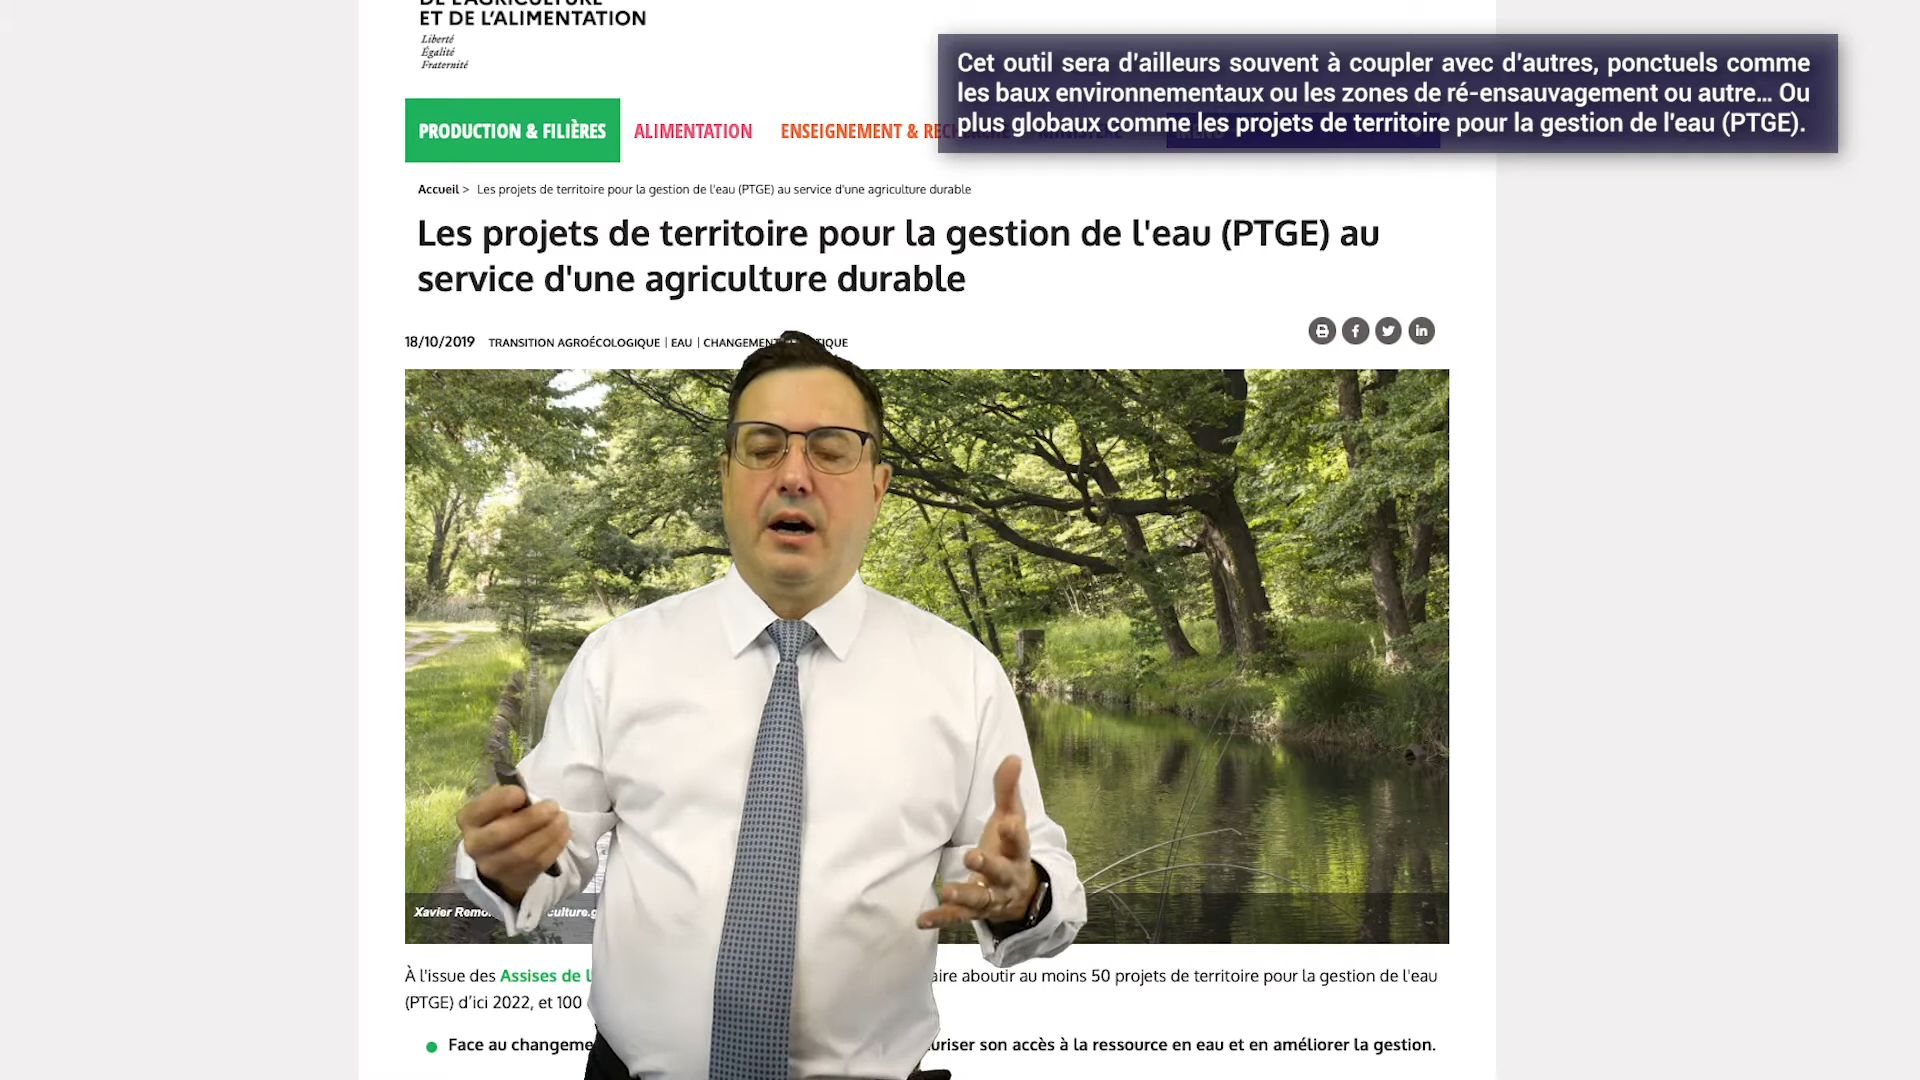 DE L'AGRICULTURE
ET DE L'ALIMENTATION
Liberté
Égalité
Fraternité
Cet outil sera d'ailleurs souvent à coupler avec d'autres, ponctuels comme
les baux environnementaux ou les zones de ré-ensauvagement ou autre... Ou
plus globaux comme les projets de territoire pour la gestion de l'eau (PTGE).
PRODUCTION & FILIÈRES ALIMENTATION ENSEIGNEMENT & MENU
Accueil > Les projets de territoire pour la gestion de l'eau (PTGE) au service d'une agriculture durable
Les projets de territoire pour la gestion de l'eau (PTGE) au
service d'une agriculture durable
18/10/2019 TRANSITION AGROÉCOLOGIQUE | EAU |
Xavier
À l'issue des Assises de aboutir au moins 50 projets de territoire pour la gestion de l'eau
(PTGE) d'ici 2022, et 100
Face au son accès à la ressource en eau et en améliorer la gestion.